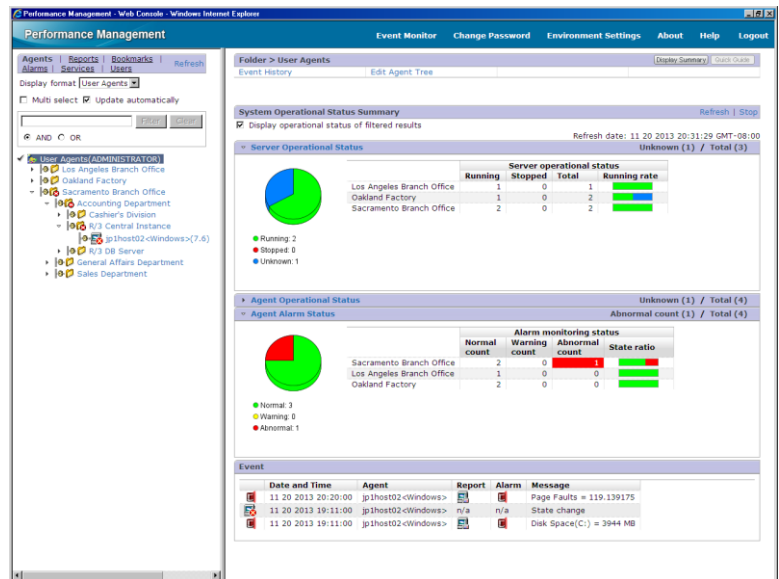 Performance Management - Web Console - Windows Internet Explorer
Performance Management
Event Monitor Change Password Environment Settings About Help Logout
Agents | Reports | Bookmarks |
Alarms | Services | Users
Refresh
Display format User Agents
Multi select Update automatically
Filter Clear
AND OR
User Agents(ADMINISTRATOR)
Los Angeles Branch Office
Oakland Factory
Sacramento Branch Office
Accounting Department
Cashier's Division
R/3 Central Instance
jp1host02<Windows>(7.6)
R/3 DB Server
General Affairs Department
Sales Department
Folder > User Agents
Display Summary Quick Guide
Event History Edit Agent Tree
System Operational Status Summary Refresh | Stop
Display operational status of filtered results
Refresh date: 11 20 2013 20:31:29 GMT-08:00
Server Operational Status Unknown (1) / Total (3)
Server operational status
Running Stopped Total Running rate
Los Angeles Branch Office 1 0 1
Oakland Factory 1 0 2
Sacramento Branch Office 2 0 2
Running: 2
Stopped: 0
Unknown: 1
Agent Operational Status Unknown (1) / Total (4)
Agent Alarm Status Abnormal count (1) / Total (4)
Alarm monitoring status
Normal count Warning count Abnormal count State ratio
Sacramento Branch Office 2 0 1
Los Angeles Branch Office 1 0 0
Oakland Factory 2 0 0
Normal: 3
Warning: 0
Abnormal: 1
Event
Date and Time Agent Report Alarm Message
11 20 2013 20:20:00 jp1host02<Windows> Page Faults = 119.139175
11 20 2013 19:11:00 jp1host02<Windows> n/a n/a State change
11 20 2013 19:11:00 jp1host02<Windows> Disk Space(C:) = 3944 MB